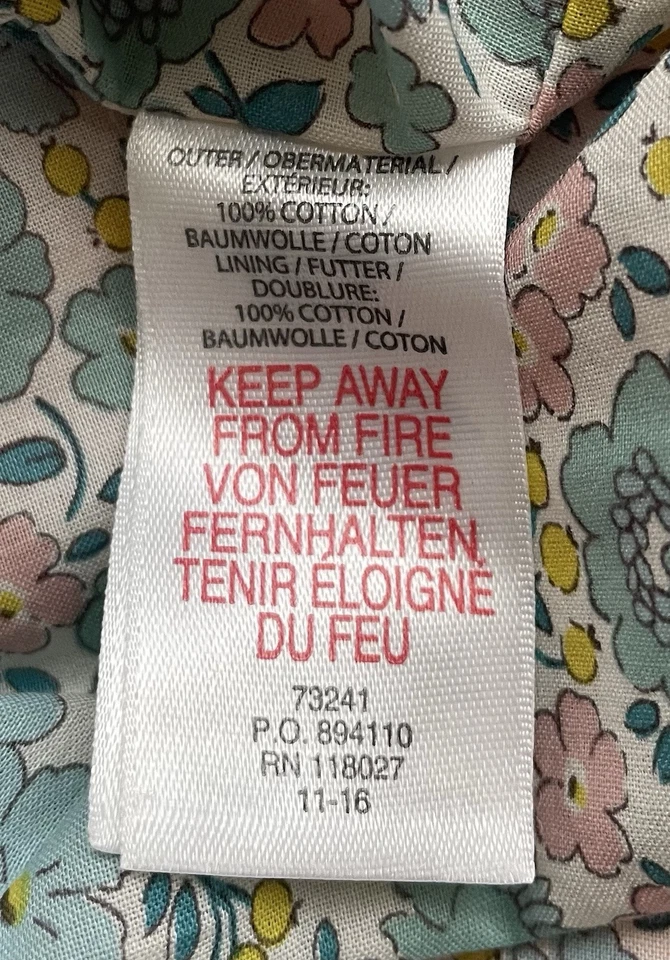 OUTER / OBERMATERIAL /
EXTÉRIEUR:
100% COTTON /
BAUMWOLLE / COTON
LINING / FUTTER /
DOUBLURE:
100% COTTON /
BAUMWOLLE / COTON
KEEP AWAY
FROM FIRE
VON FEUER
FERNHALTEN
TENIR ÉLOIGNÉ
DU FEU
73241
P.O. 894110
RN 118027
11-16